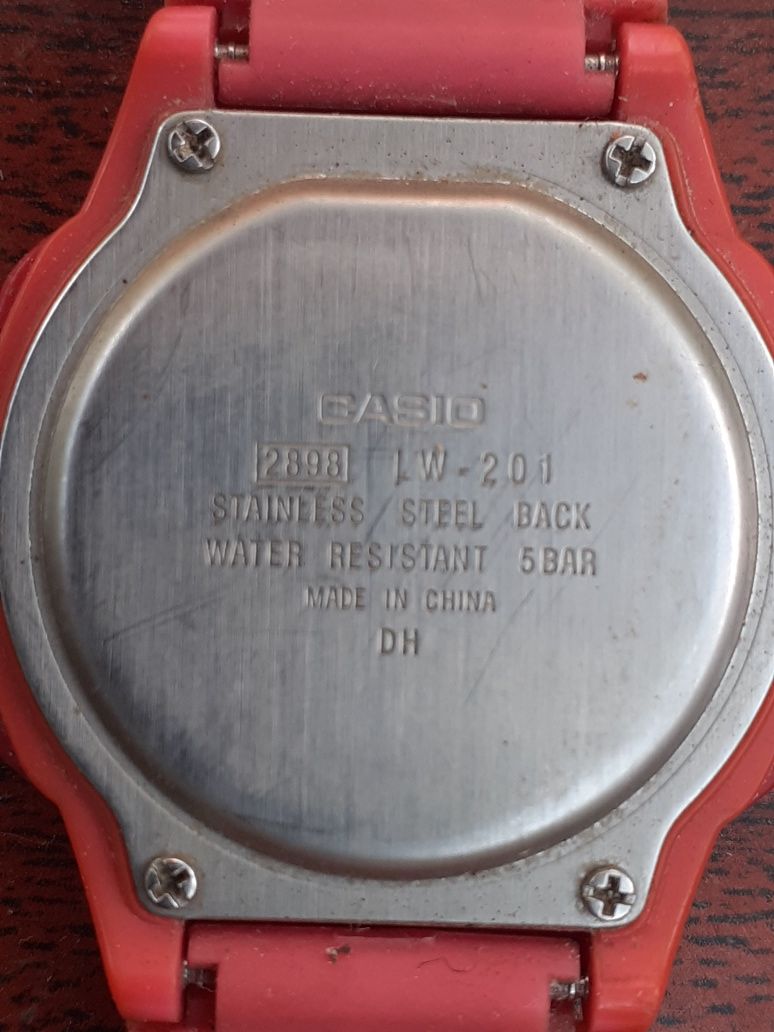 CASIO
2898 LW-201
STAINLESS STEEL BACK
WATER RESISTANT 5BAR
MADE IN CHINA
DH